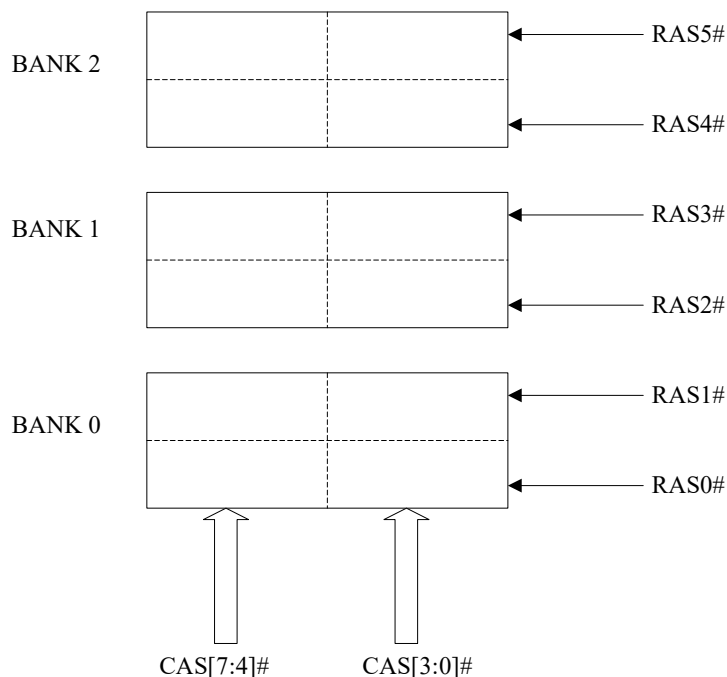 BANK 2
RAS5#
RAS4#
BANK 1
RAS3#
RAS2#
BANK 0
RAS1#
RAS0#
CAS[7:4]#
CAS[3:0]#